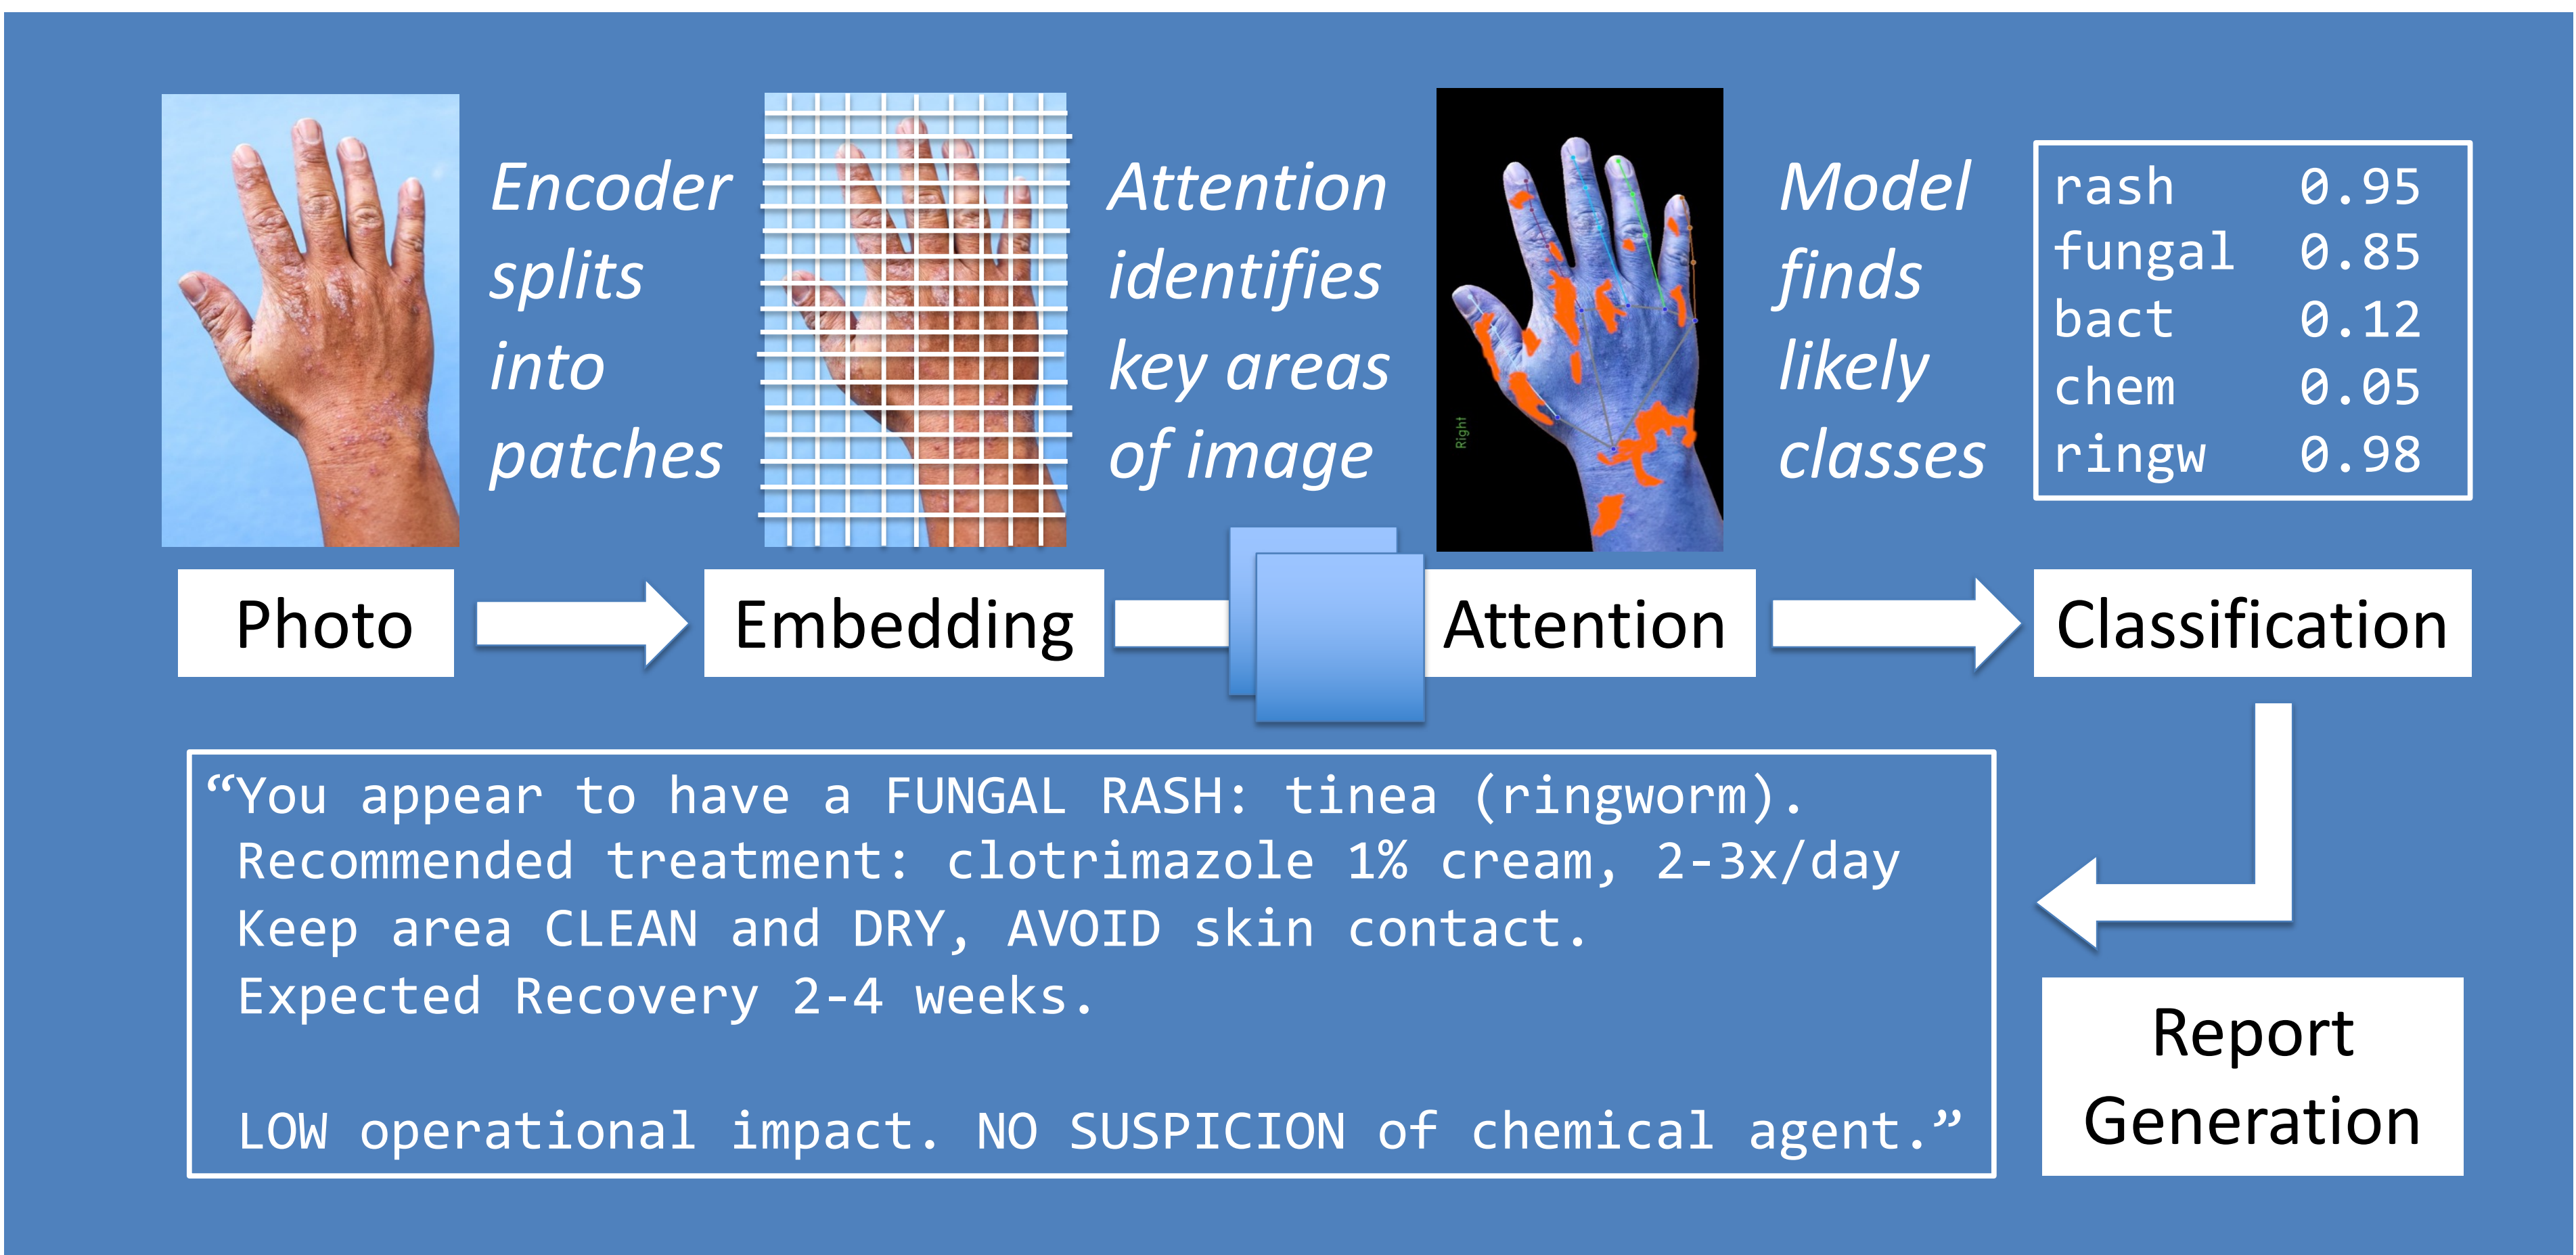 Encoder
splits
into
patches
Attention
identifies
key areas
of image
Right
Model
finds
likely
classes
rash 0.95
fungal 0.85
bact 0.12
chem 0.05
ringw 0.98
Photo
Embedding
Attention
Classification
“You appear to have a FUNGAL RASH: tinea (ringworm).
Recommended treatment: clotrimazole 1% cream, 2-3x/day
Keep area CLEAN and DRY, AVOID skin contact.
Expected Recovery 2-4 weeks.
LOW operational impact. NO SUSPICION of chemical agent.”
Report
Generation